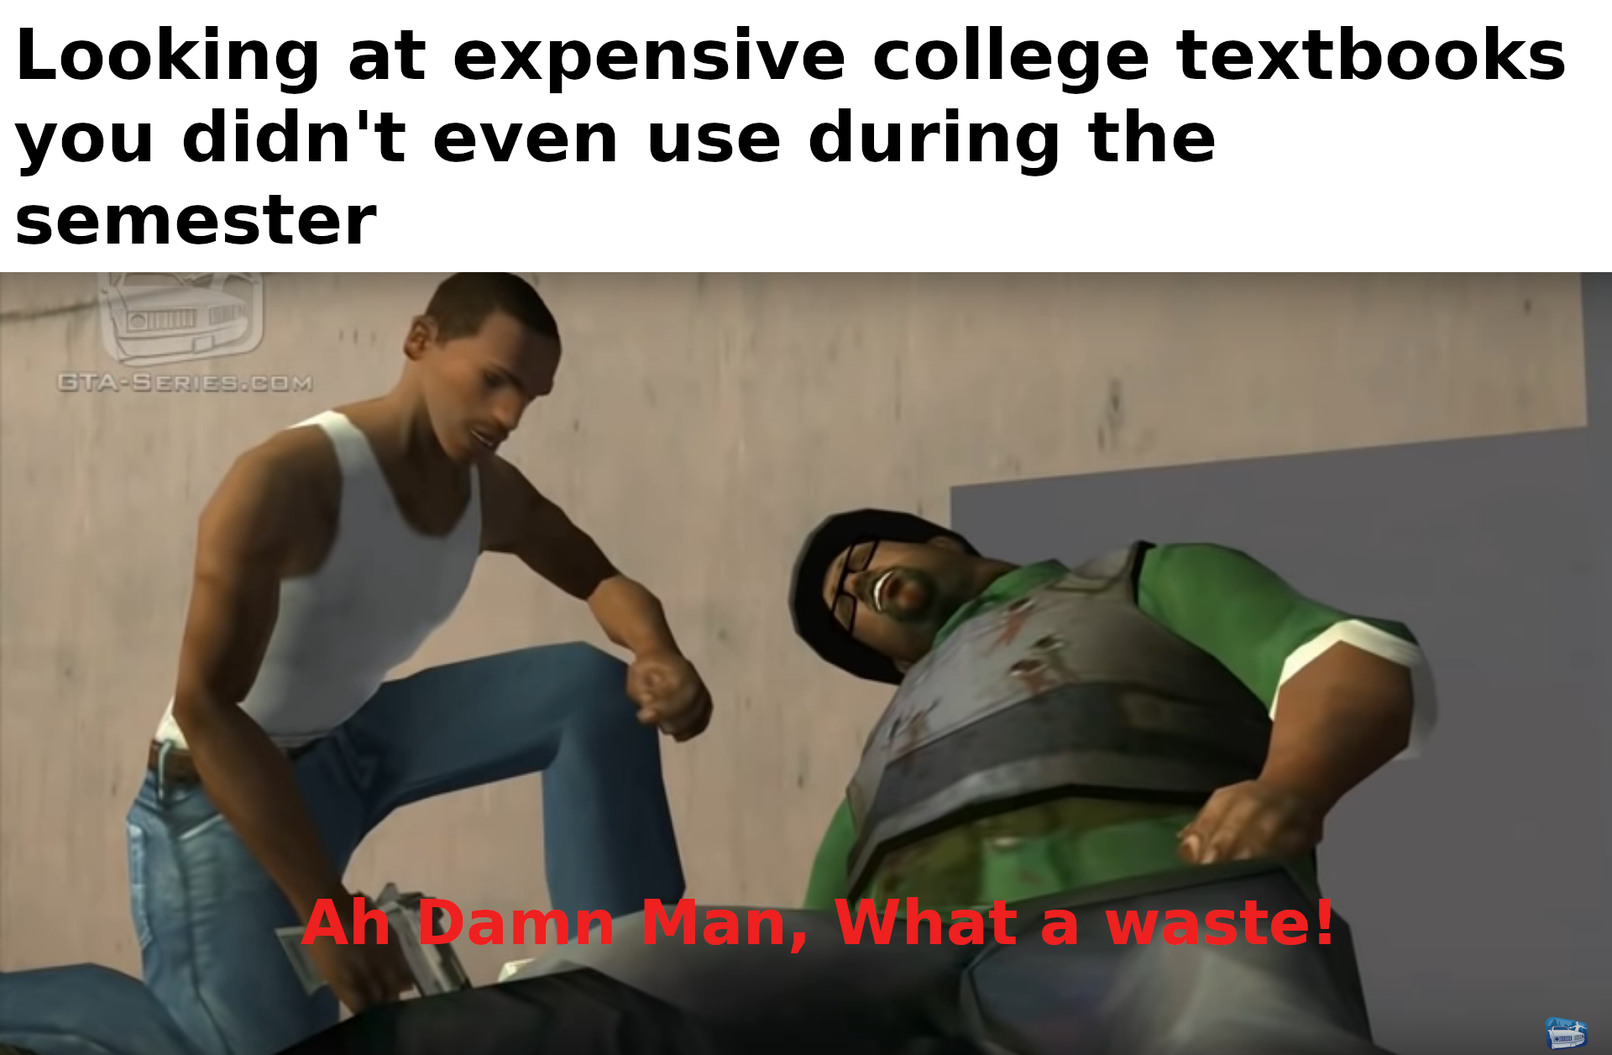 Looking at expensive college textbooks
you didn't even use during the
semester
GTA-SERIES.COM
Ah Damn Man, What a waste!